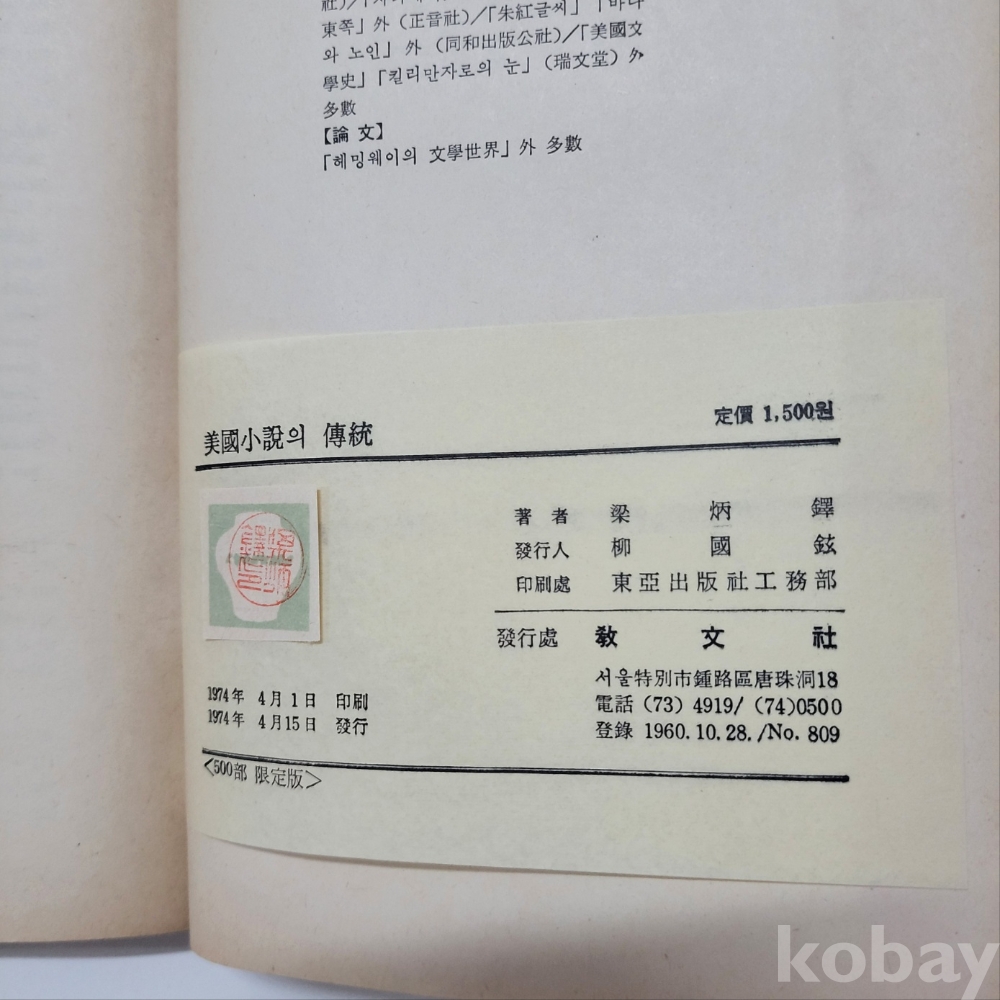 東쪽」外 (正音社)/「朱紅글씨」「바다
와 노인」外 (同和出版公社)/「美國文
學史」「킬리만자로의 눈」(瑞文堂) 外
多數
【論 文】
「헤밍웨이의 文學世界」外 多數
美國小說의 傳統
定價 1,500원
著 者 梁 炳 鐸
發行人 柳 國 鉉
印刷處 東亞出版社工務部
發行處 敎 文 社
서울特別市鍾路區唐珠洞18
電話 (73) 4919/ (74)0500
登錄 1960.10.28./No. 809
1974年 4月 1日 印刷
1974年 4月 15日 發行
<500部 限定版>
kobay